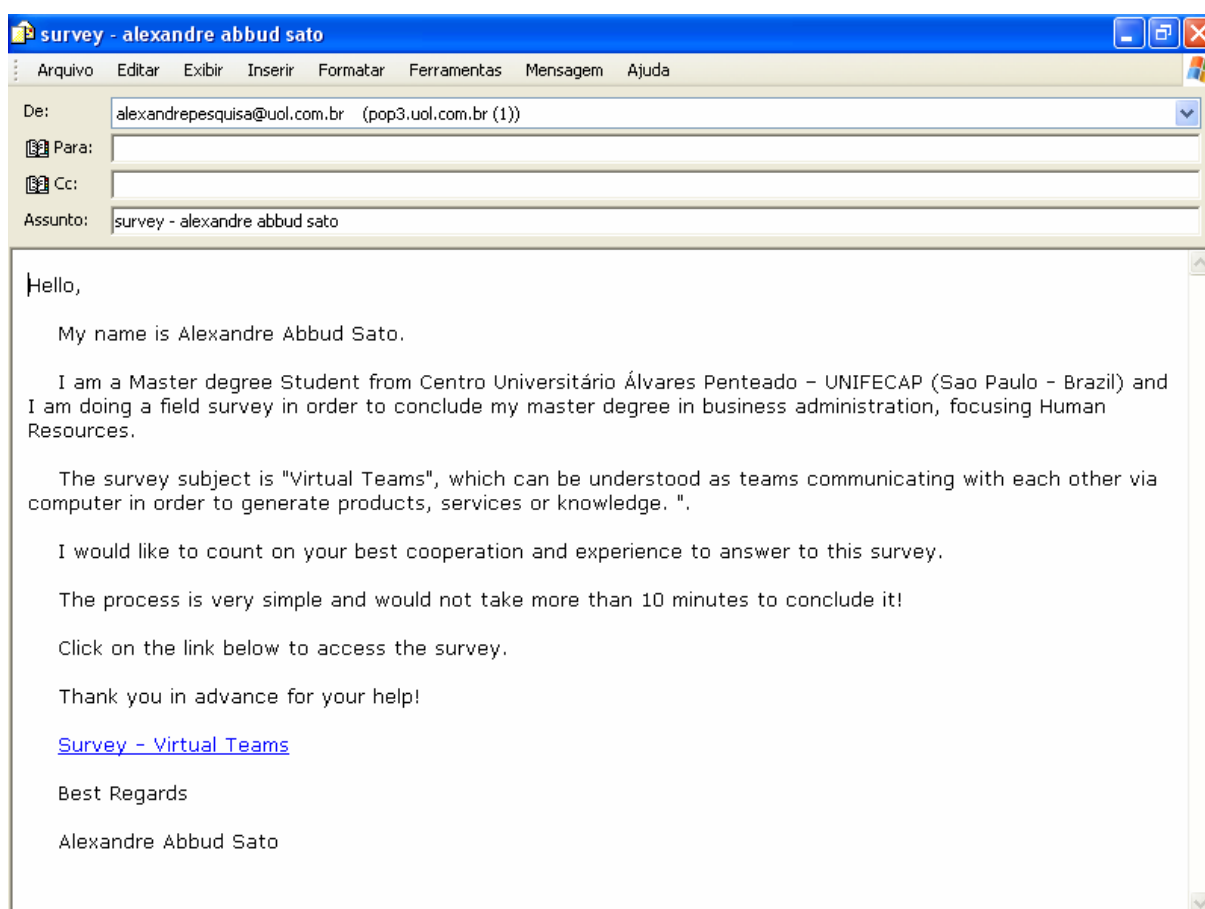 survey - alexandre abbud sato
Arquivo Editar Exibir Inserir Formatar Ferramentas Mensagem Ajuda
De: alexandrepesquisa@uol.com.br (pop3.uol.com.br (1))
Para:
Cc:
Assunto: survey - alexandre abbud sato
Hello,
My name is Alexandre Abbud Sato.
I am a Master degree Student from Centro Universitário Álvares Penteado – UNIFECAP (Sao Paulo – Brazil) and
I am doing a field survey in order to conclude my master degree in business administration, focusing Human
Resources.
The survey subject is "Virtual Teams", which can be understood as teams communicating with each other via
computer in order to generate products, services or knowledge. ".
I would like to count on your best cooperation and experience to answer to this survey.
The process is very simple and would not take more than 10 minutes to conclude it!
Click on the link below to access the survey.
Thank you in advance for your help!
Survey – Virtual Teams
Best Regards
Alexandre Abbud Sato